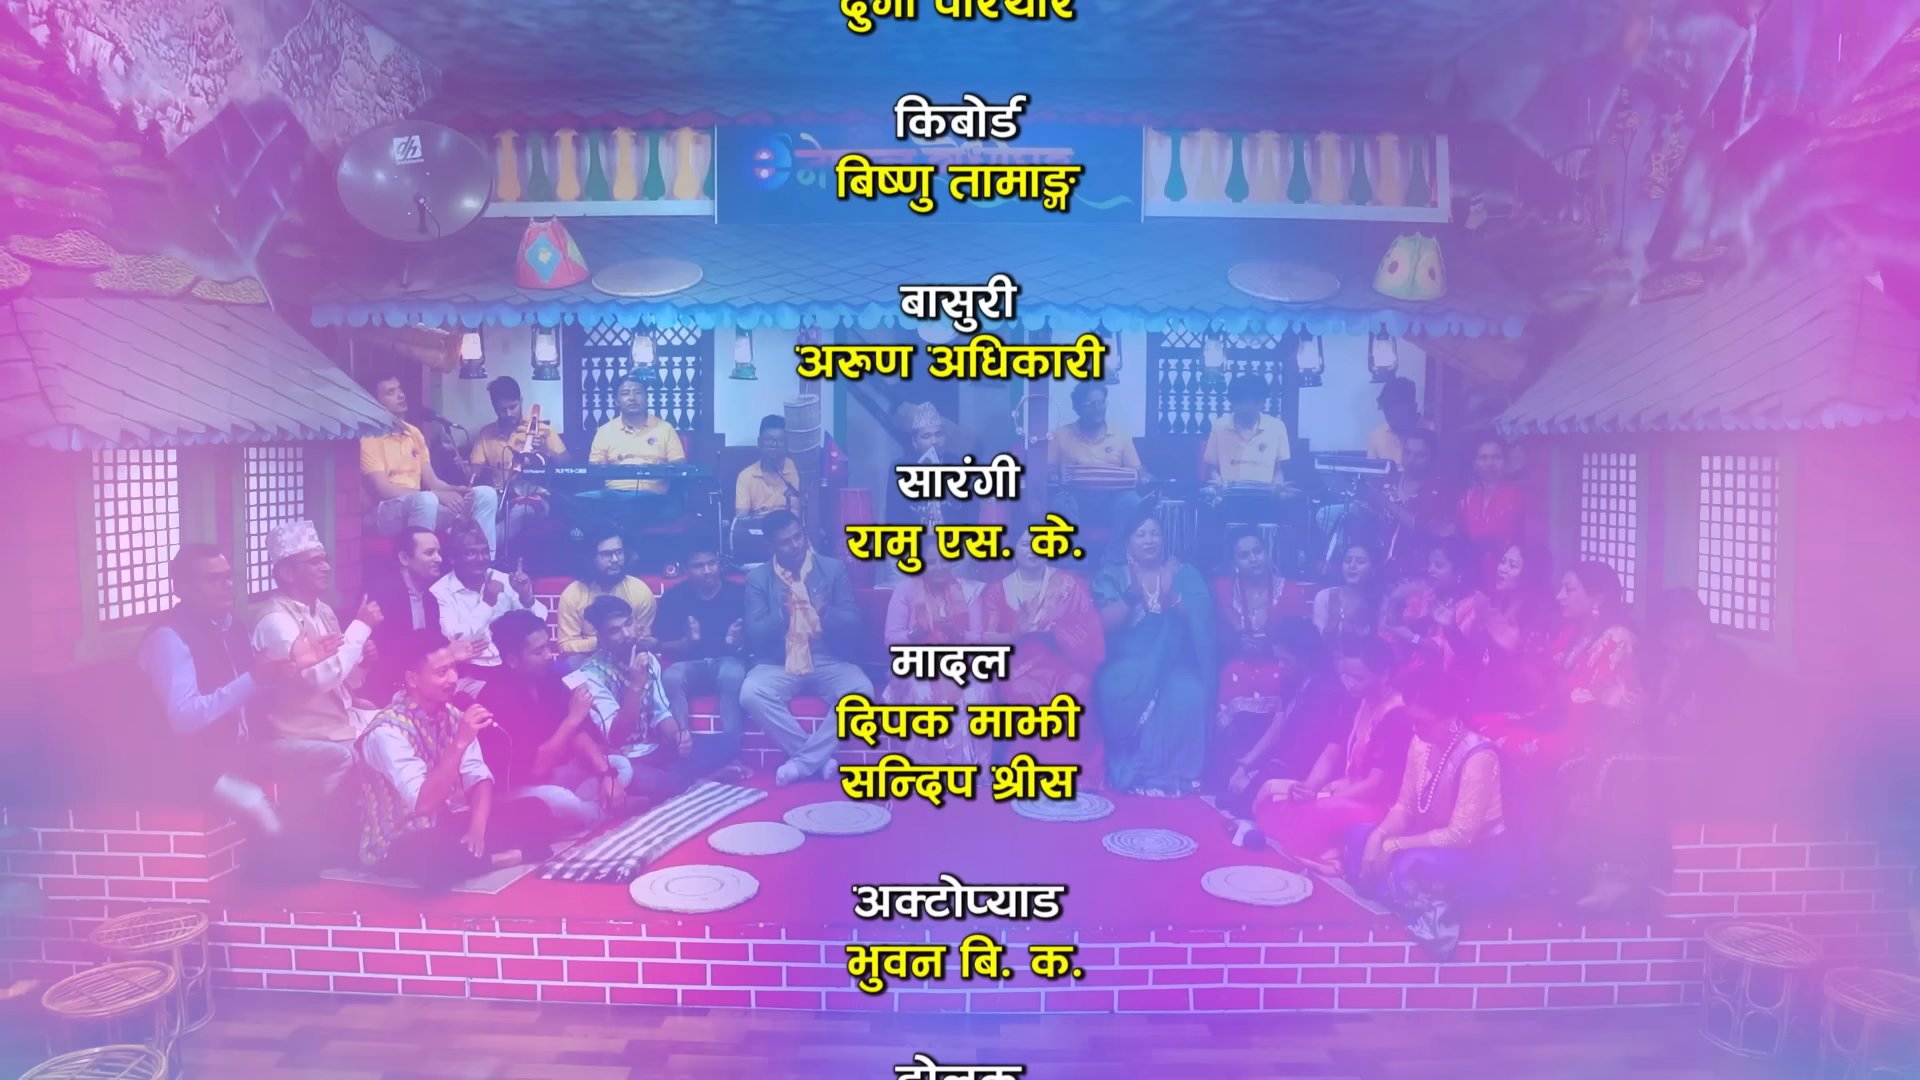 किबोर्ड
बिष्णु तामाङ्ग
बासुरी
अरूण अधिकारी
सारंगी
रामु एस. के.
मादल
दिपक माझी
सन्दिप श्रीस
अक्टोप्याड
भुवन बि. क.